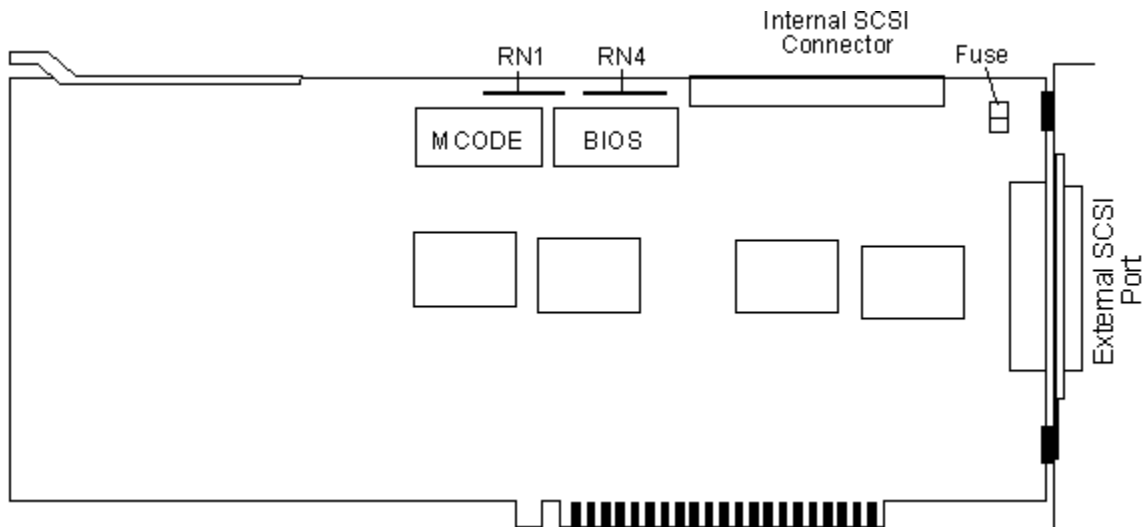 Internal SCSI
Connector
RN1
RN4
Fuse
MCODE
BIOS
External SCSI
Port